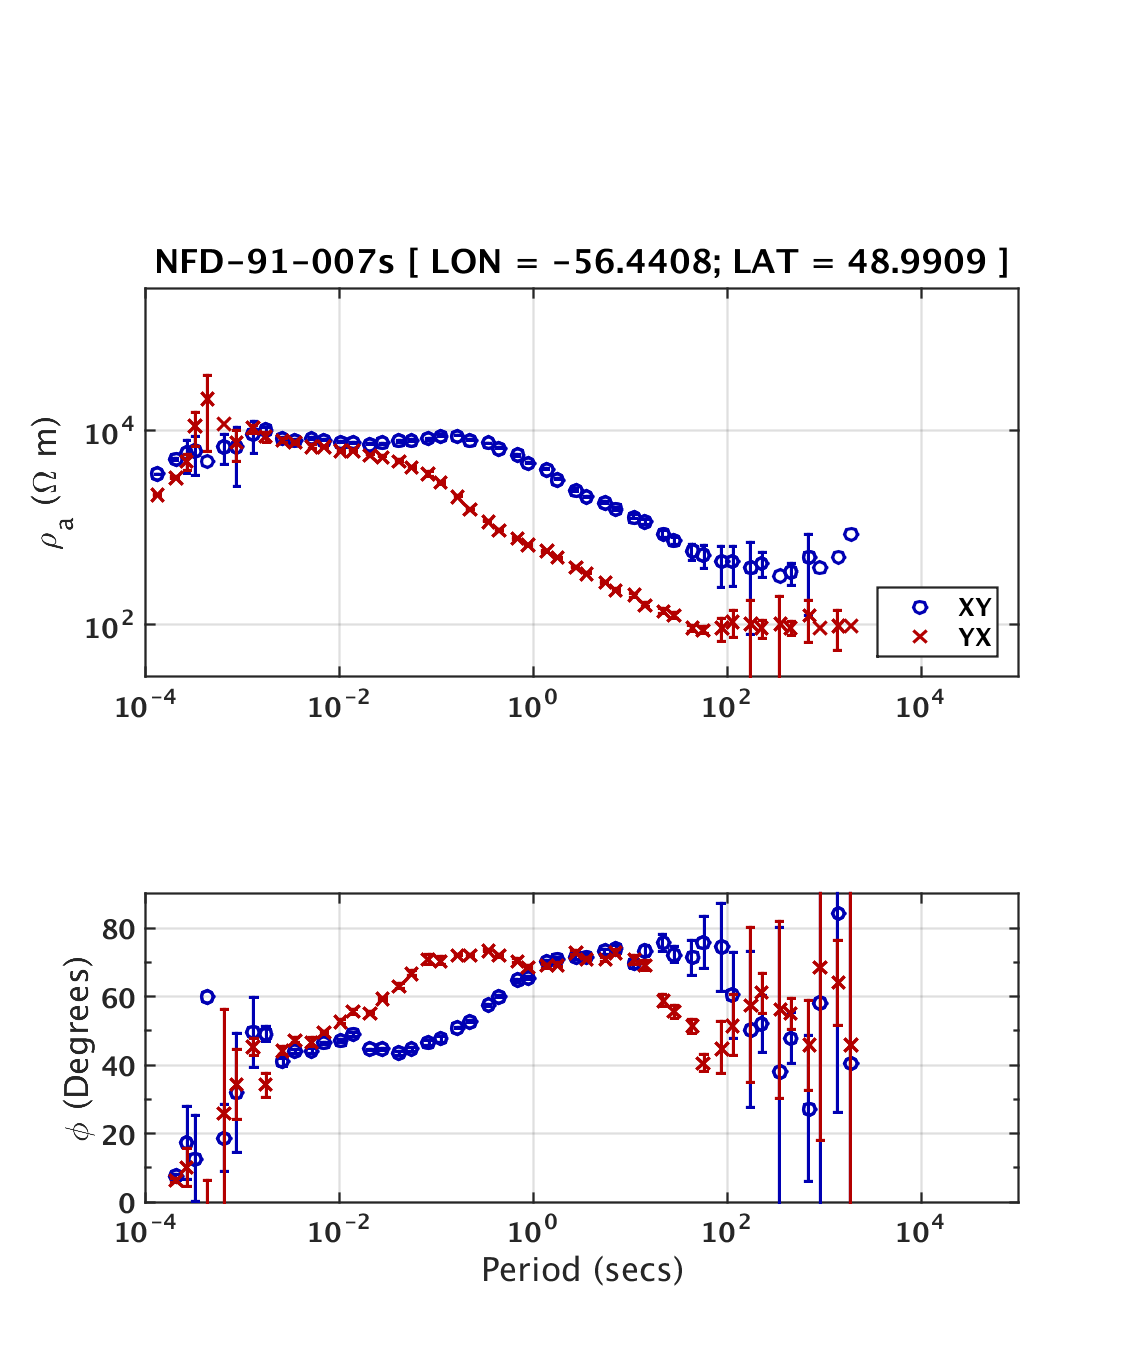 NFD-91-007s [ LON = -56.4408; LAT = 48.9909 ]
ρa (Ω m)
10^4
10^2
XY
YX
10^-4 10^-2 10^0 10^2 10^4
ϕ (Degrees)
80
60
40
20
0
10^-4 10^-2 10^0 10^2 10^4
Period (secs)